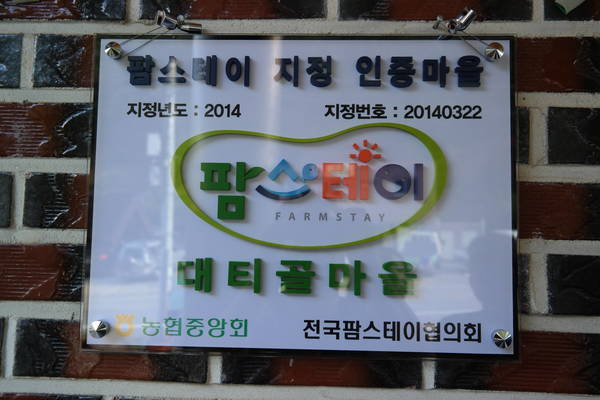 팜스테이 지정 인증마을
지정년도 : 2014 지정번호 : 20140322
팜스테이
FARMSTAY
대티골마을
농협중앙회 전국팜스테이협의회